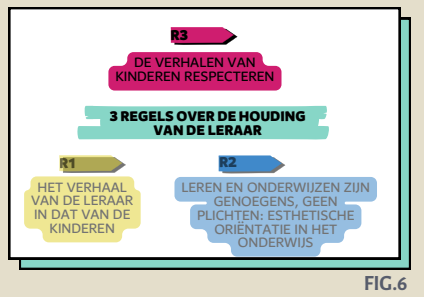 R3
DE VERHALEN VAN
KINDEREN RESPECTEREN
3 REGELS OVER DE HOUDING
VAN DE LERAAR
R1
HET VERHAAL
VAN DE LERAAR
IN DAT VAN DE
KINDEREN
R2
LEREN EN ONDERWIJZEN ZIJN
GENOEGENS, GEEN
PLICHTEN: ESTHETISCHE
ORIËNTATIE IN HET
ONDERWIJS
FIG.6